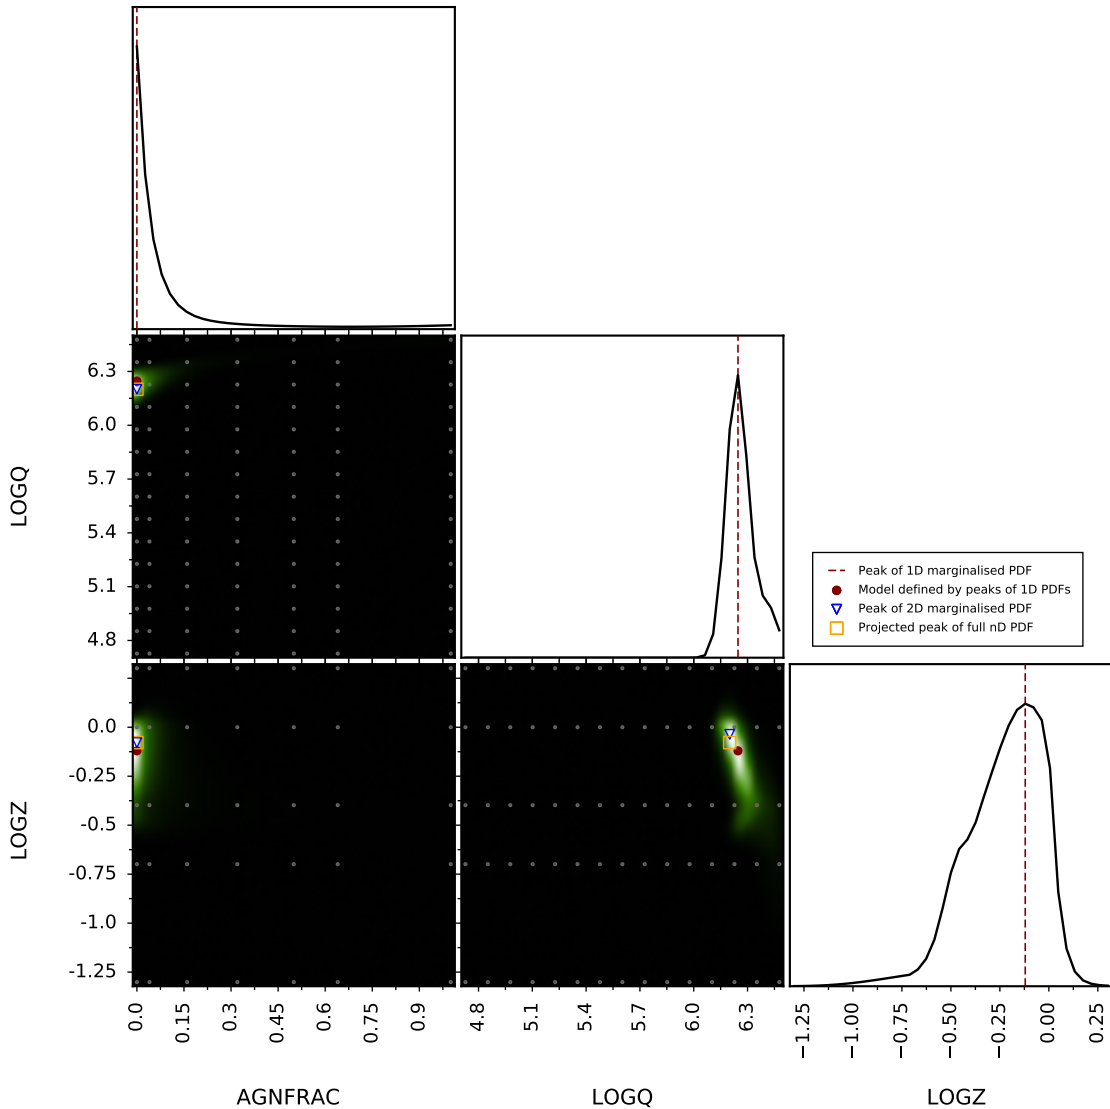 6.3
6.0
5.7
5.4
5.1
4.8
LOGQ
Peak of 1D marginalised PDF
Model defined by peaks of 1D PDFs
Peak of 2D marginalised PDF
Projected peak of full nD PDF
0.0
-0.25
-0.5
-0.75
-1.0
-1.25
LOGZ
0.0 0.15 0.3 0.45 0.6 0.75 0.9
4.8 5.1 5.4 5.7 6.0 6.3
−1.25 −1.00 −0.75 −0.50 −0.25 0.00 0.25
AGNFRAC LOGQ LOGZ